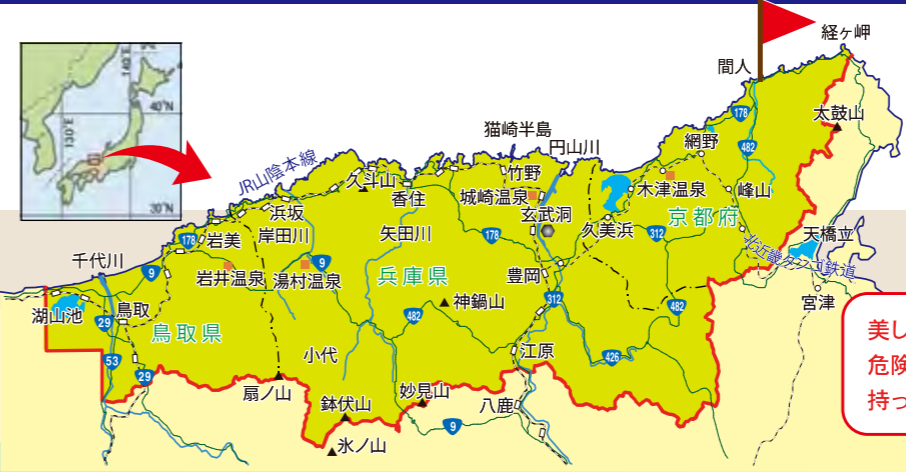 140°E
40°N
130°E
30°N
経ヶ岬
間人
太鼓山
178
482
網野
猫崎半島
円山川
JR山陰本線
久斗山
竹野
香住
城崎温泉
木津温泉
峰山
浜坂
玄武洞
京都府
岩美
178
岸田川
矢田川
178
久美浜
312
天橋立
千代川
9
9
兵庫県
豊岡
北近畿タンゴ鉄道
岩井温泉
湯村温泉
宮津
湖山池
鳥取
29
鳥取県
神鍋山
482
312
482
53
29
小代
江原
426
扇ノ山
鉢伏山
妙見山
八鹿
9
氷ノ山
美し
危険
持っ